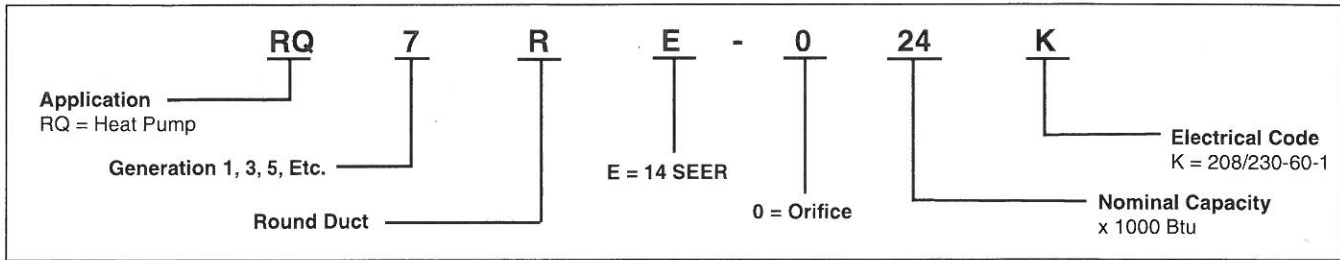 RQ 7 R E - 0 24 K
Application
RQ = Heat Pump
Generation 1, 3, 5, Etc.
Round Duct
E = 14 SEER
0 = Orifice
Electrical Code
K = 208/230-60-1
Nominal Capacity
x 1000 Btu